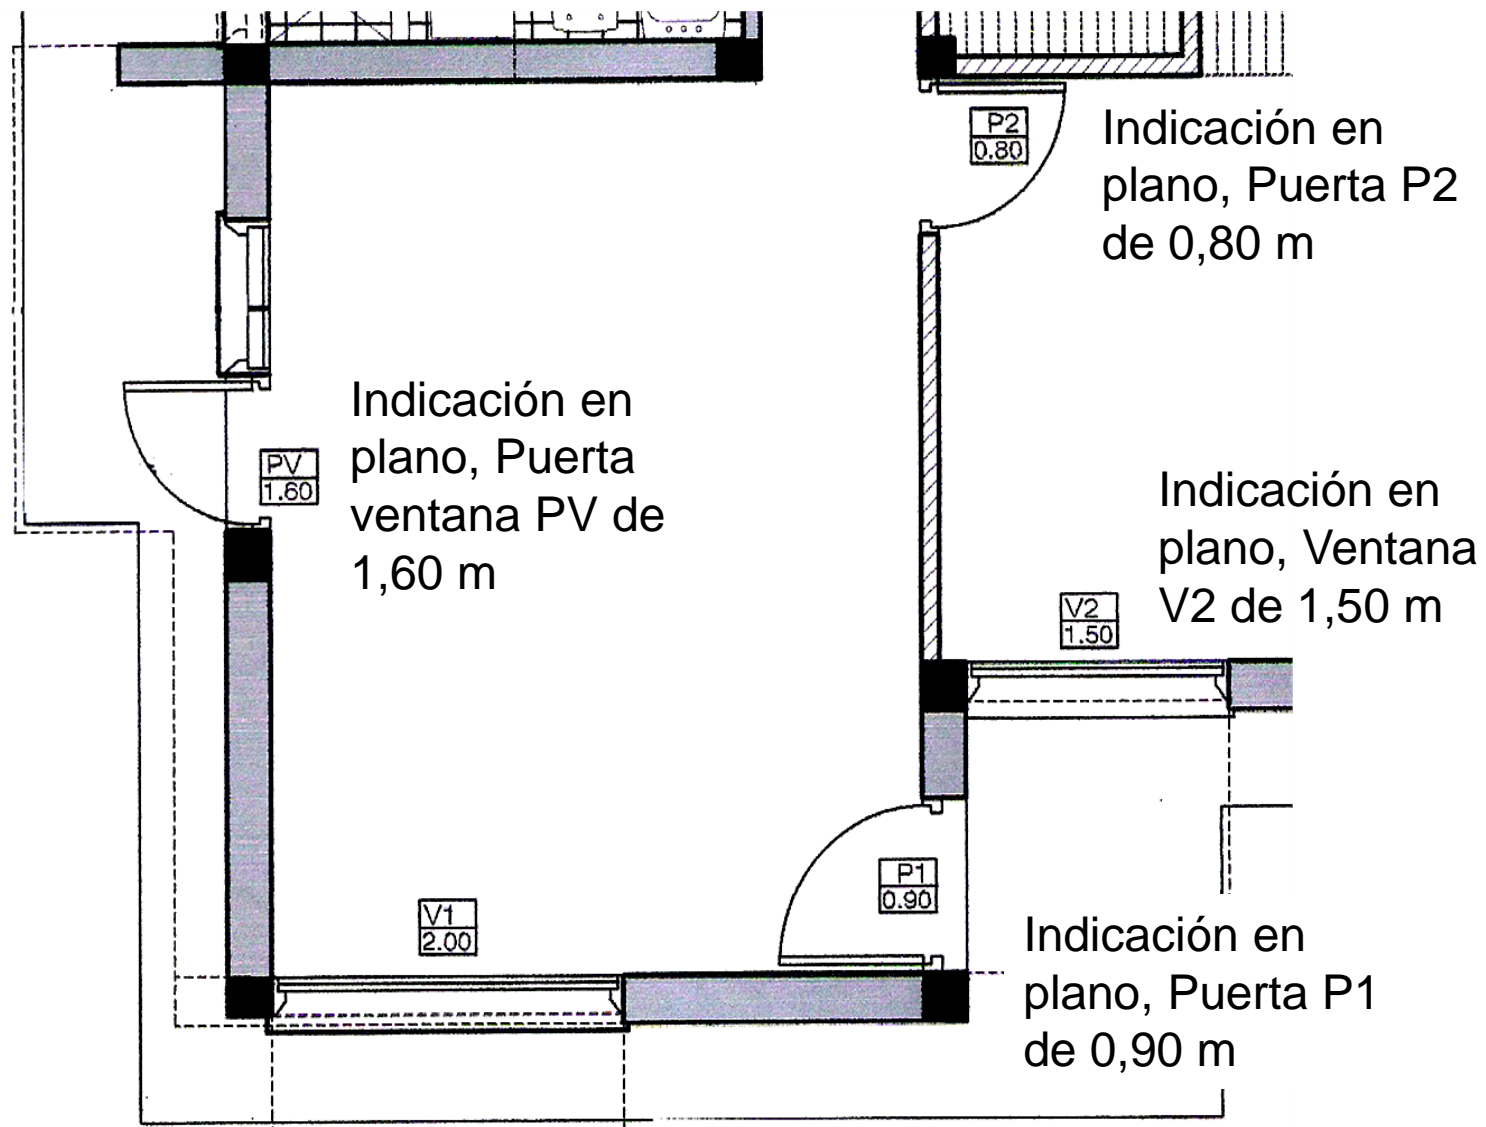 P2
0.80
Indicación en
plano, Puerta P2
de 0,80 m
Indicación en
plano, Puerta
ventana PV de
1,60 m
PV
1.60
Indicación en
plano, Ventana
V2 de 1,50 m
V2
1.50
P1
0.90
V1
2.00
Indicación en
plano, Puerta P1
de 0,90 m